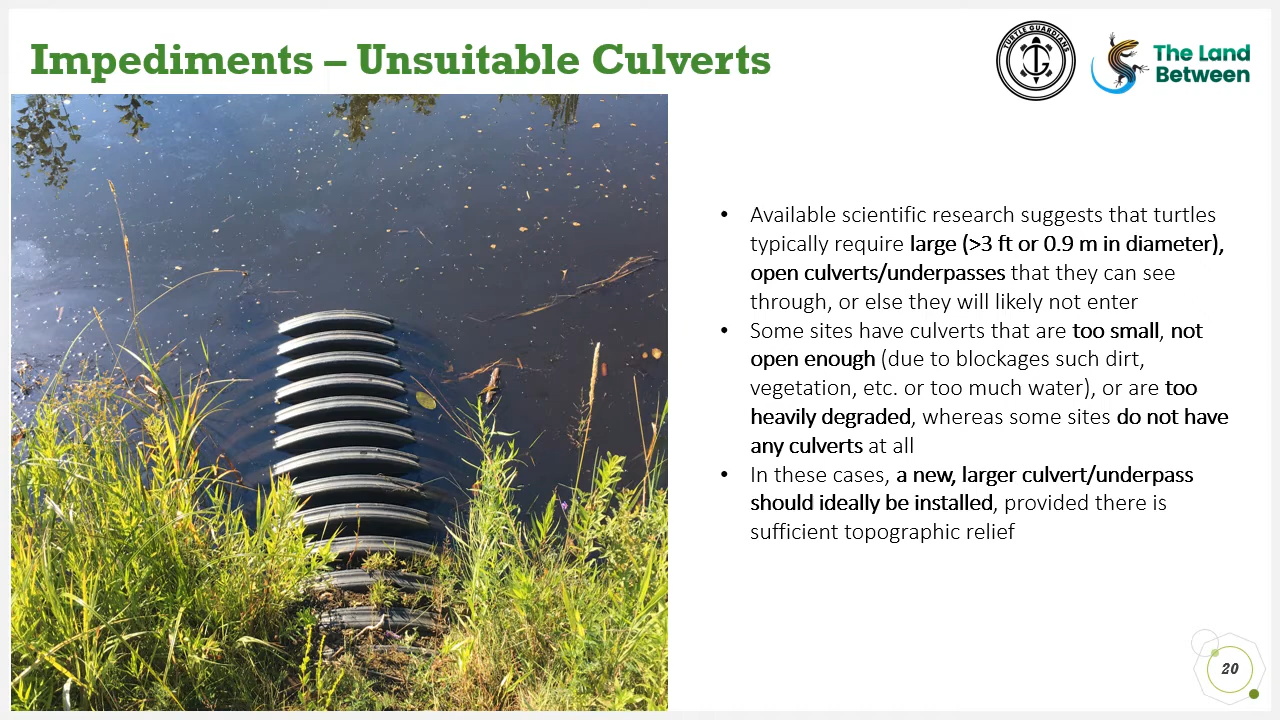 Impediments – Unsuitable Culverts
TURTLE GUARDIANS
TG
The Land
Between
• Available scientific research suggests that turtles
typically require large (>3 ft or 0.9 m in diameter),
open culverts/underpasses that they can see
through, or else they will likely not enter
• Some sites have culverts that are too small, not
open enough (due to blockages such dirt,
vegetation, etc. or too much water), or are too
heavily degraded, whereas some sites do not have
any culverts at all
• In these cases, a new, larger culvert/underpass
should ideally be installed, provided there is
sufficient topographic relief
20